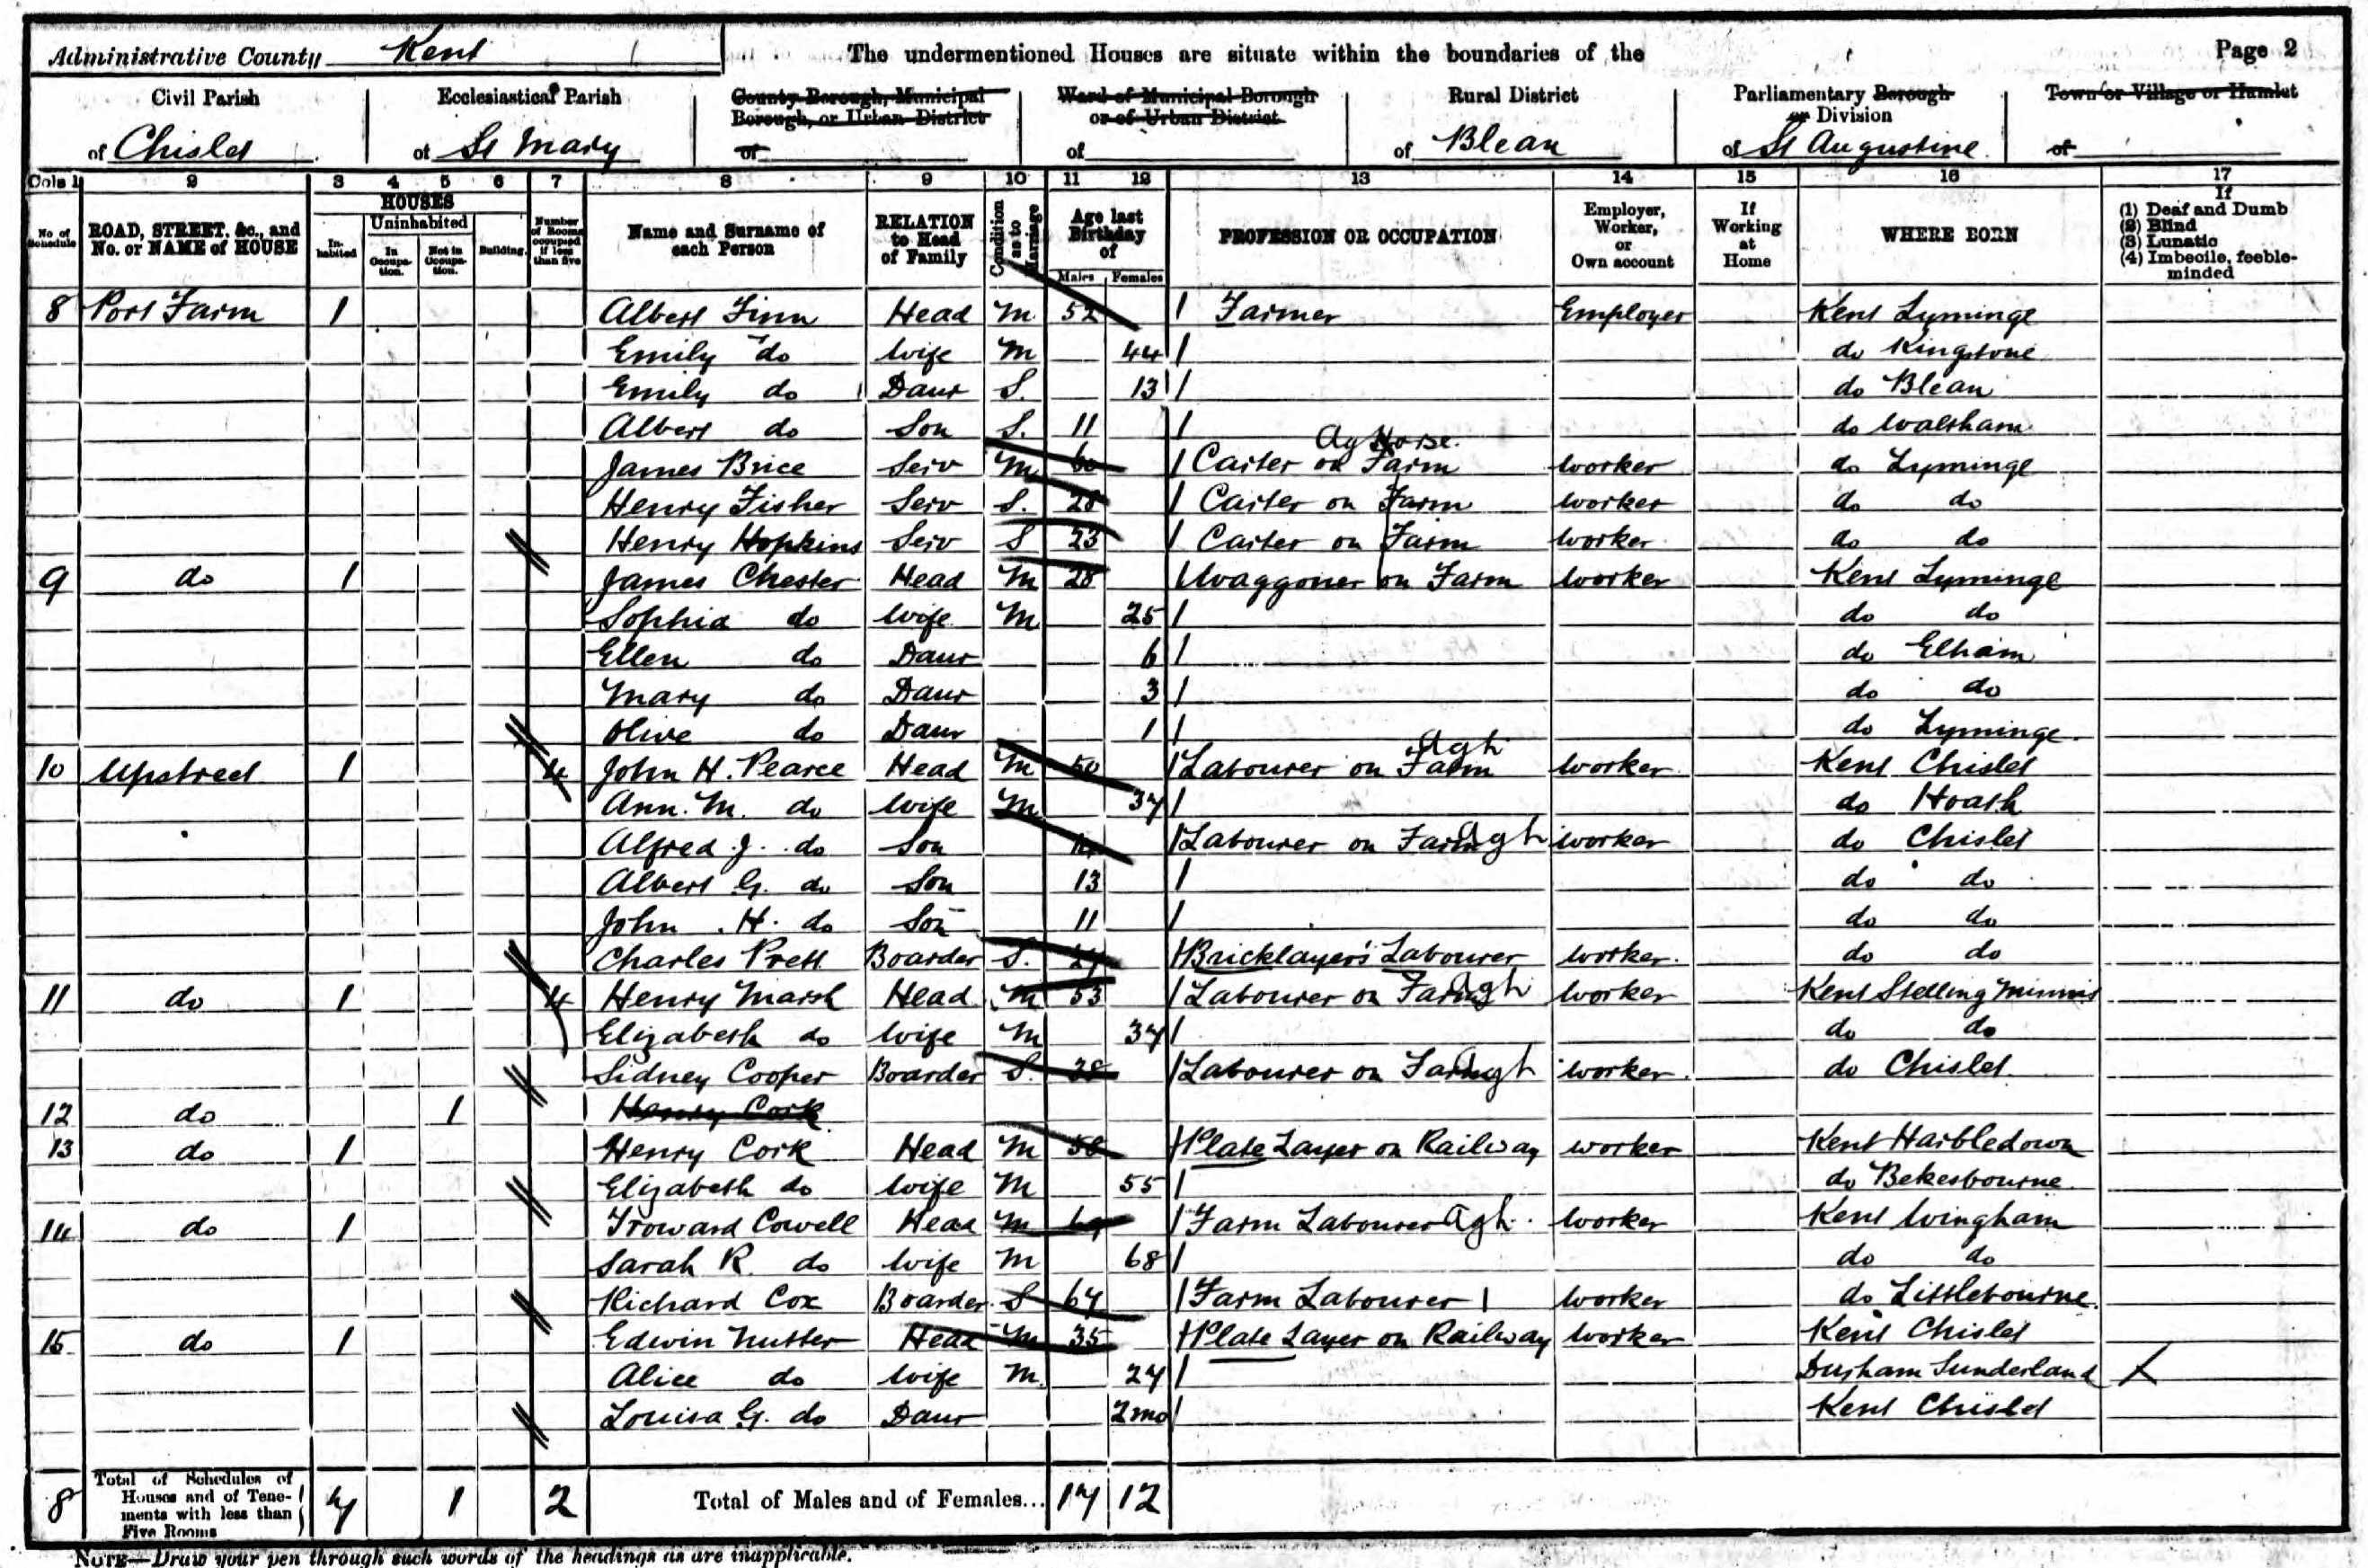 Administrative County Kent The undermentioned Houses are situate within the boundaries of the Page 2
Civil Parish Ecclesiastical Parish County Borough, Municipal Borough, or Urban District Ward of Municipal Borough or of Urban District Rural District Parliamentary Borough or Division Town or Village or Hamlet
of Chislet of St Mary of of of Blean of St Augustine of
Cols 1 2 3 4 5 6 7 8 9 10 11 12 13 14 15 16 17
No. of Schedule ROAD, STREET, &c., and No. or NAME of HOUSE HOUSES Inhabited Uninhabited In Occupation. Not in Occupation. Building. Number of Rooms occupied if less than five Name and Surname of each Person RELATION to Head of Family Condition as to Marriage Age last Birthday of Males Females PROFESSION OR OCCUPATION Employer, Worker, or Own account If Working at Home WHERE BORN If (1) Deaf and Dumb (2) Blind (3) Lunatic (4) Imbecile, feeble-minded
8 Port Farm 1 Albert Finn Head M 52 Farmer Employer Kent Lyminge
Emily do Wife M 44 do Kingstone
Emily do Daur S. 13 do Blean
Albert do Son S. 11 do Waltham
Ag Horse.
James Brice Serv M 60 Carter on Farm Worker do Lyminge
Henry Fisher Serv S. 28 Carter on Farm Worker do do
Henry Hopkins Serv S 23 Carter on Farm Worker do do
9 do 1 James Chester Head M 28 Waggoner on Farm Worker Kent Lyminge
Sophia do Wife M 25 do do
Ellen do Daur 6 do Elham
Mary do Daur 3 do do
Olive do Daur 1 do Lyminge
Agl
10 Upstreet 1 4 John H. Pearce Head M 50 Labourer on Farm Worker Kent Chislet
Ann. M. do Wife M 37 do Hoath
Alfred J. do Son 14 Labourer on Farm Agl Worker do Chislet
Albert G. do Son 13 do do
John H. do Son 11 do do
Charles Prett Boarder S. 27 Bricklayer's Labourer Worker do do
11 do 1 4 Henry Marsh Head M 53 Labourer on Farm Agl Worker Kent Stelling Minnis
Elizabeth do Wife M 37 do do
Sidney Cooper Boarder S. 38 Labourer on Farm Agl Worker do Chislet
12 do 1 Henry Cork
13 do 1 Henry Cork Head M 58 Plate Layer on Railway Worker Kent Harbledown
Elizabeth do Wife M 55 do Bekesbourne
14 do 1 Troward Cowell Head M 69 Farm Labourer Agl. Worker Kent Wingham
Sarah R. do Wife M 68 do do
Richard Cox Boarder S 67 Farm Labourer Worker do Littlebourne
15 do 1 Edwin Nutter Head M 35 Plate Layer on Railway Worker Kent Chislet
Alice do Wife M. 27 Durham Sunderland X
Louisa G. do Daur 2mo Kent Chislet
8 Total of Schedules of Houses and of Tenements with less than Five Rooms 7 1 2 Total of Males and of Females... 17 12
NOTE—Draw your pen through such words of the headings as are inapplicable.